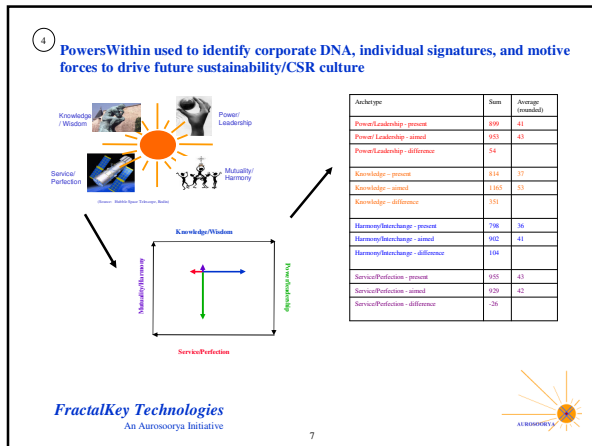 4
PowersWithin used to identify corporate DNA, individual signatures, and motive
forces to drive future sustainability/CSR culture
Knowledge
/ Wisdom
Power/
Leadership
Service/
Perfection
Mutuality/
Harmony
Knowledge/Wisdom
Mutuality/Harmony
Power/leadership
Service/Perfection
Archetype Sum Average
(rounded)
Power/Leadership - present 899 41
Power/ Leadership - aimed 953 43
Power/Leadership - difference 54
Knowledge – present 814 37
Knowledge – aimed 1165 53
Knowledge – difference 351
Harmony/Interchange - present 798 36
Harmony/Interchange - aimed 902 41
Harmony/Interchange - difference 104
Service/Perfection - present 955 43
Service/Perfection – aimed 929 42
Service/Perfection - difference -26
FractalKey Technologies
An Aurosoorya Initiative
AUROSOORYA
7